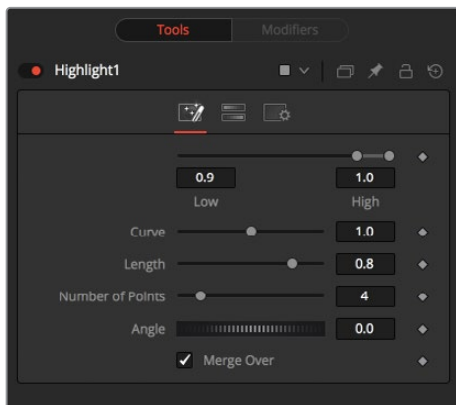 Tools Modifiers
Highlight1
0.9 1.0
Low High
Curve 1.0
Length 0.8
Number of Points 4
Angle 0.0
Merge Over